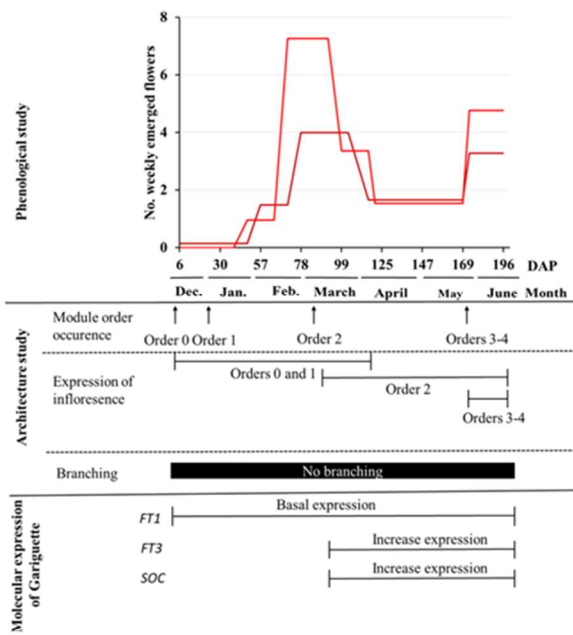 Phenological study
No. weekly emerged flowers
8
6
4
2
0
6 30 57 78 99 125 147 169 196 DAP
Dec. Jan. Feb. March April May June Month
Architecture study
Module order
occurence
Order 0 Order 1 Order 2 Orders 3-4
Expression of
infloresence
Orders 0 and 1
Order 2
Orders 3-4
Branching
No branching
Molecular expression
of Gariguette
FT1
Basal expression
FT3
Increase expression
SOC
Increase expression